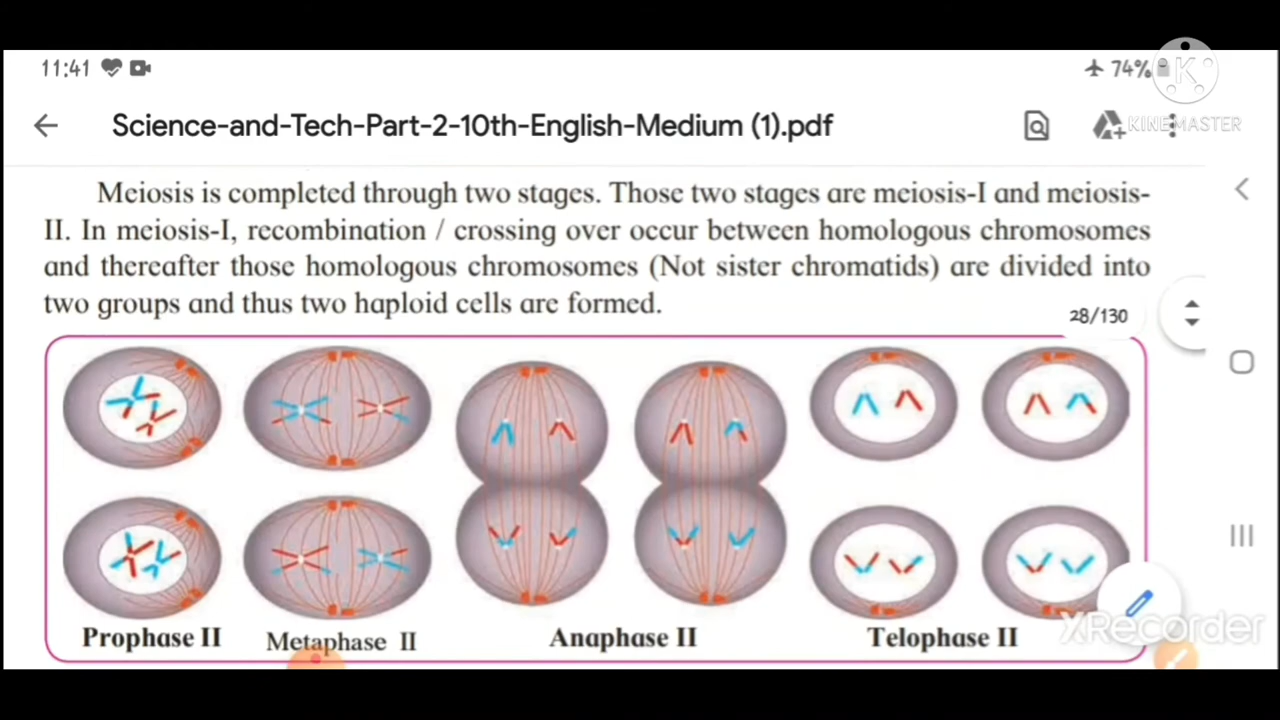 11:41
74%
KINEMASTER
Science-and-Tech-Part-2-10th-English-Medium (1).pdf
Meiosis is completed through two stages. Those two stages are meiosis-I and meiosis-
II. In meiosis-I, recombination / crossing over occur between homologous chromosomes
and thereafter those homologous chromosomes (Not sister chromatids) are divided into
two groups and thus two haploid cells are formed.
28/130
Prophase II Metaphase II Anaphase II Telophase II
XRecorder